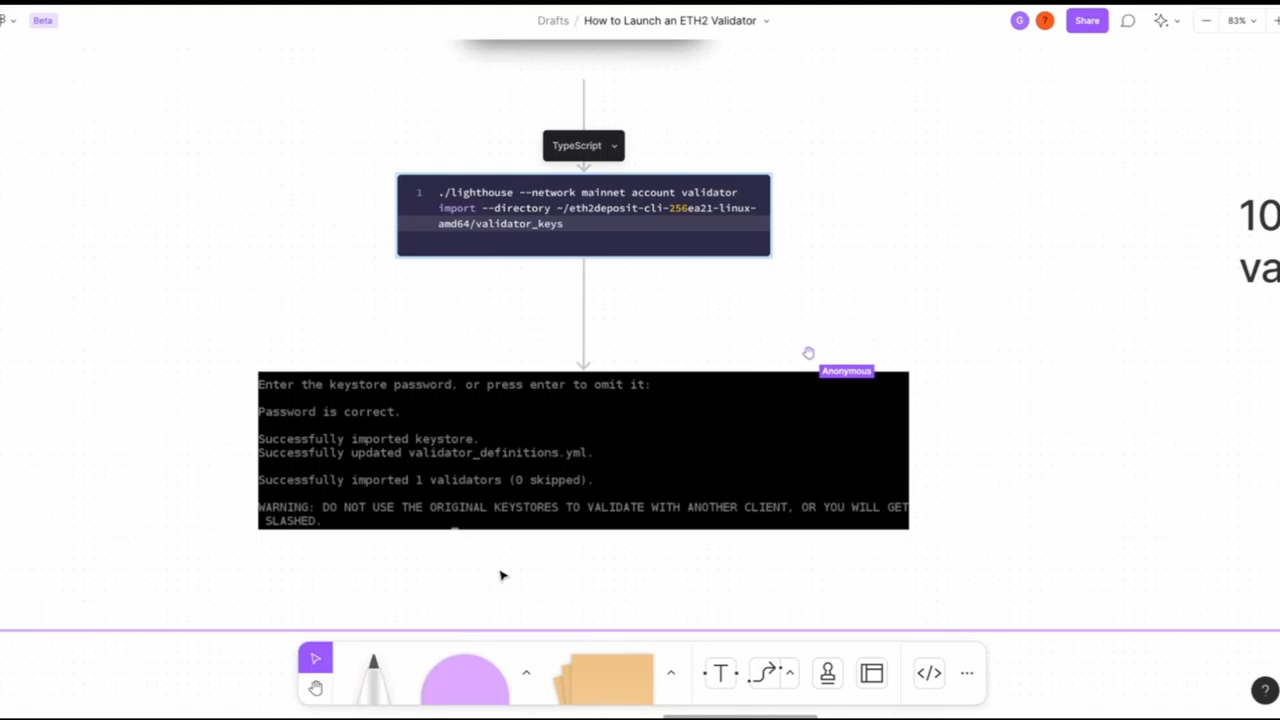 Beta
Drafts / How to Launch an ETH2 Validator
G
?
Share
83%
TypeScript
1 ./lighthouse --network mainnet account validator
import --directory ~/eth2deposit-cli-256ea21-linux-
amd64/validator_keys
10
va
Anonymous
Enter the keystore password, or press enter to omit it:
Password is correct.
Successfully imported keystore.
Successfully updated validator_definitions.yml.
Successfully imported 1 validators (0 skipped).
WARNING: DO NOT USE THE ORIGINAL KEYSTORES TO VALIDATE WITH ANOTHER CLIENT, OR YOU WILL GET
SLASHED.
T
</>
?